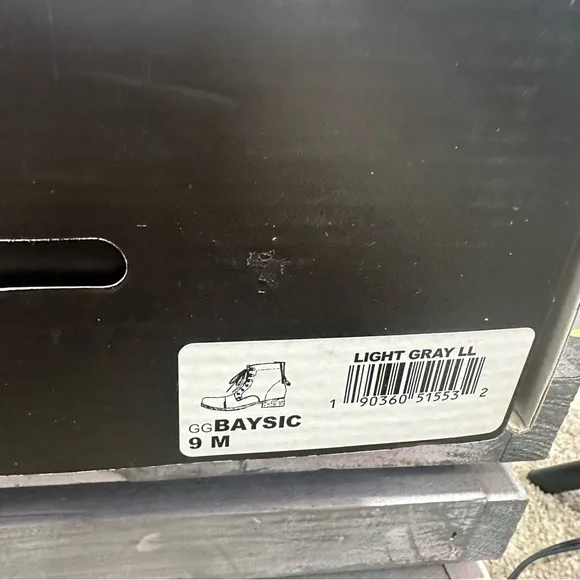 LIGHT GRAY LL
1 90360 51553 2
GGBAYSIC
9 M